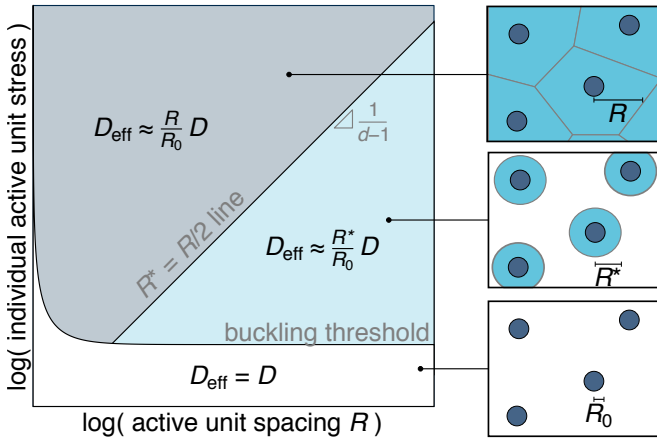 log( individual active unit stress)
D_eff ≈ R/R_0 D
1/d−1
R* = R/2 line
D_eff ≈ R*/R_0 D
buckling threshold
D_eff = D
log( active unit spacing R )
R
R*
R_0